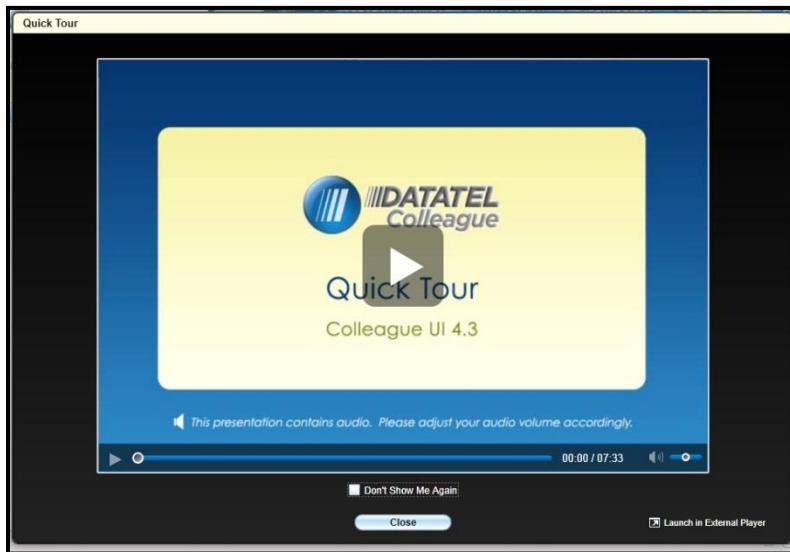 Quick Tour
DATATEL
Colleague
Quick Tour
Colleague UI 4.3
This presentation contains audio. Please adjust your audio volume accordingly.
00:00 / 07:33
Don't Show Me Again
Close
Launch in External Player